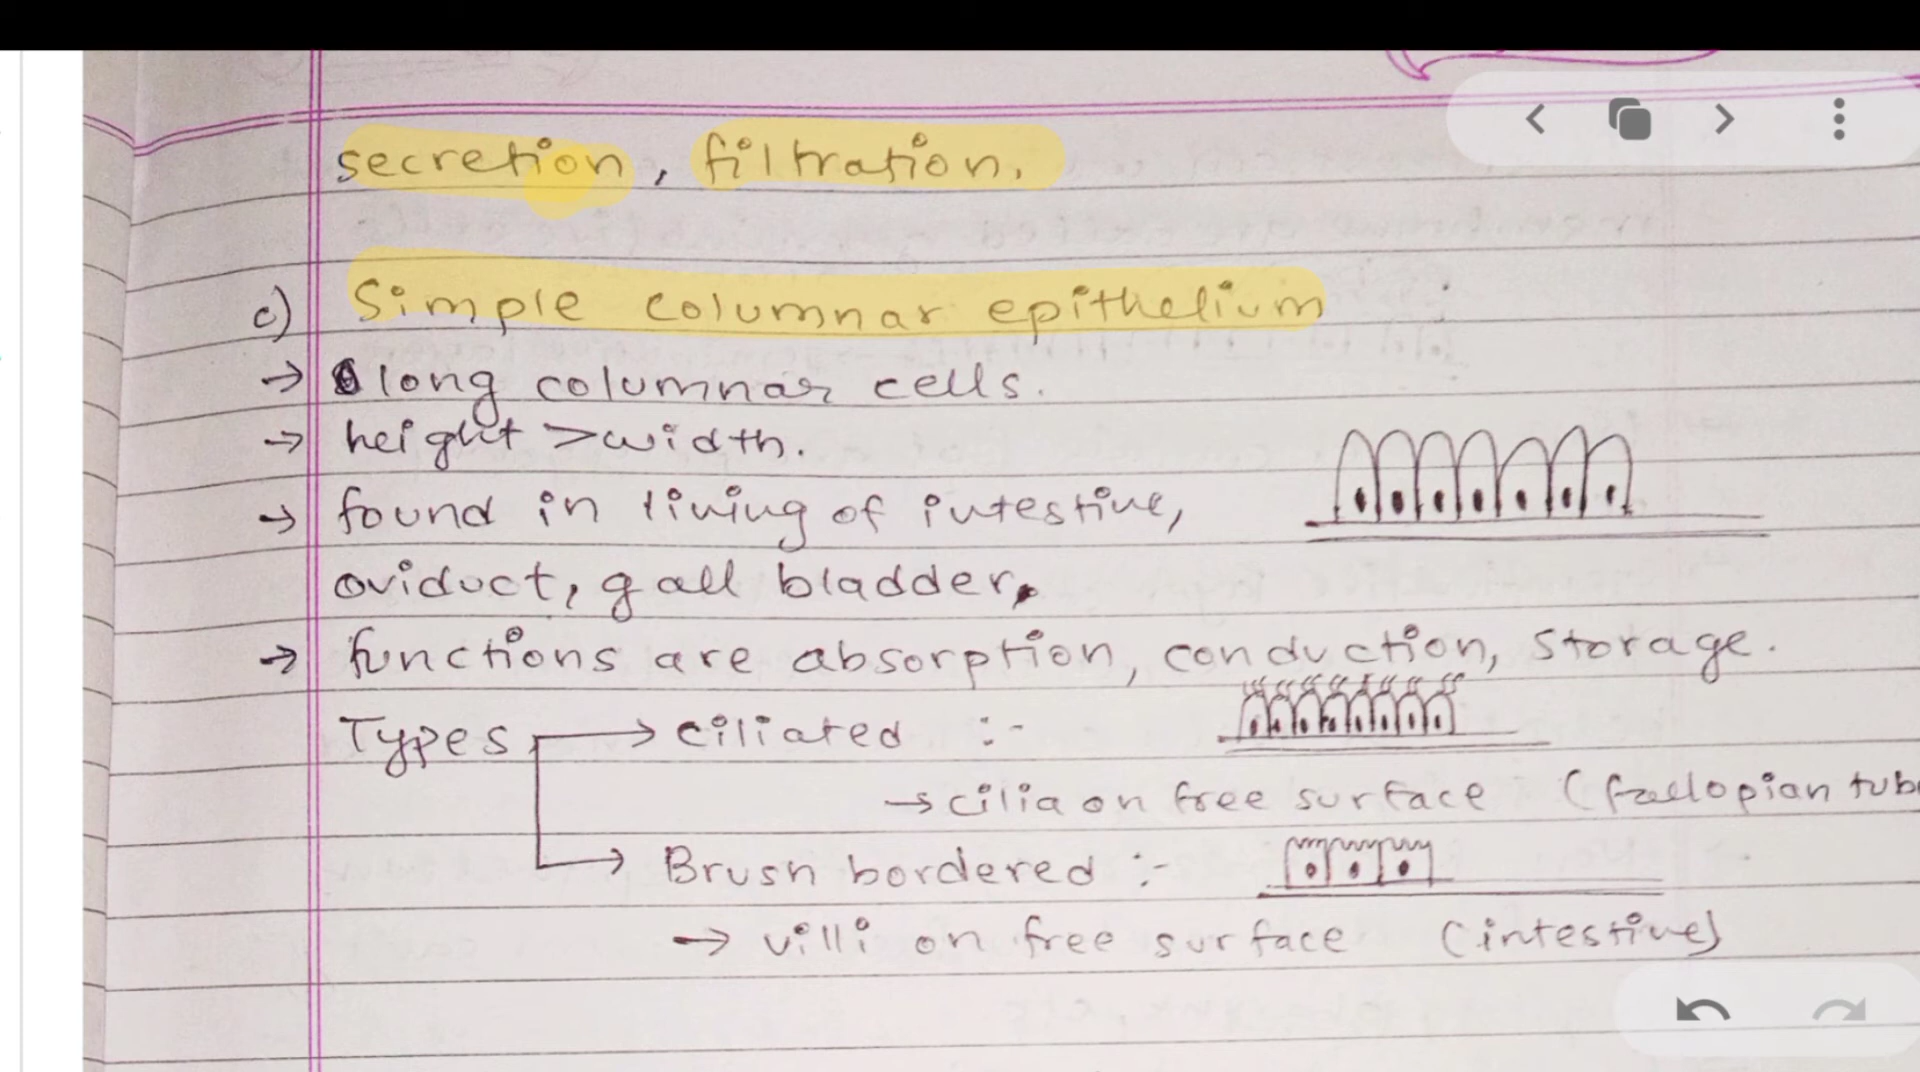 secretion, filtration.
c) Simple columnar epithelium
→ long columnar cells.
→ height > width.
→ found in lining of intestine,
oviduct, gall bladder,
→ functions are absorption, conduction, storage.
Types → ciliated :-
→ cilia on free surface (fallopian tub
→ Brush bordered :-
→ villi on free surface (intestine)